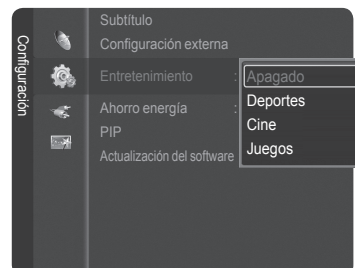 Configuración
Subtítulo
Configuración externa
Entretenimiento : Apagado
Deportes
Cine
Ahorro energía :
Juegos
PIP
Actualización del software